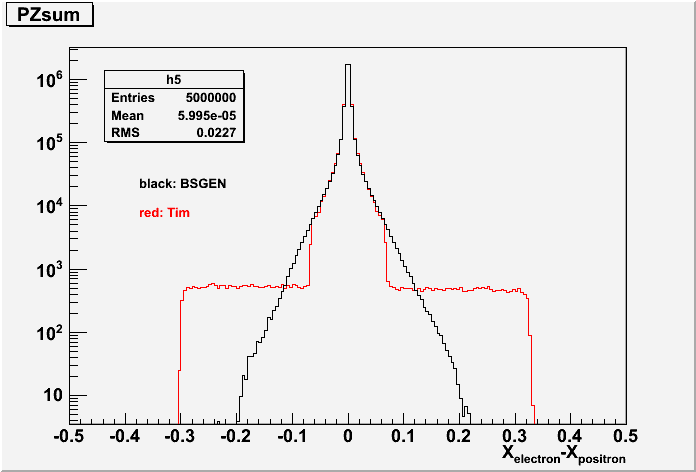 PZsum
h5
Entries 5000000
Mean 5.995e-05
RMS 0.0227
black: BSGEN
red: Tim
10^6
10^5
10^4
10^3
10^2
10
-0.5 -0.4 -0.3 -0.2 -0.1 0 0.1 0.2 0.3 0.4 0.5
X_electron-X_positron